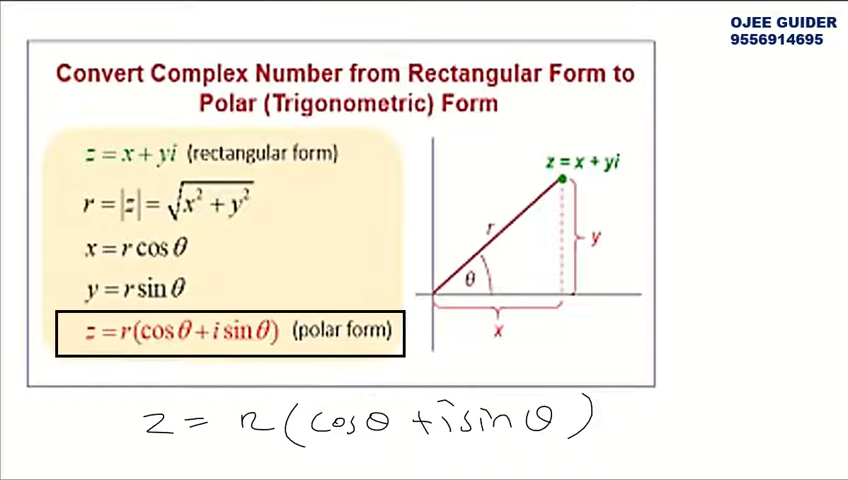 OJEE GUIDER
9556914695
Convert Complex Number from Rectangular Form to
Polar (Trigonometric) Form
z = x + yi (rectangular form)
r = |z| = √x² + y²
x = r cos θ
y = r sin θ
z = r(cos θ + i sin θ) (polar form)
z = x + yi
r
y
θ
x
z = r (cosθ + isinθ)